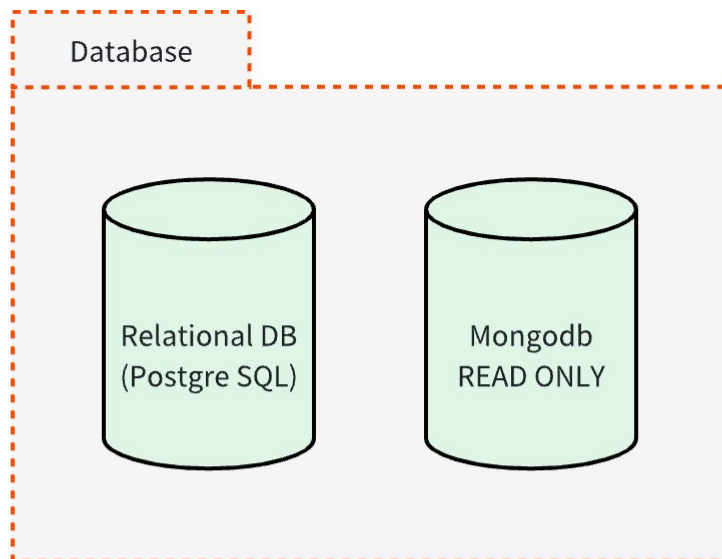 Database
Relational DB
(Postgre SQL)
Mongodb
READ ONLY